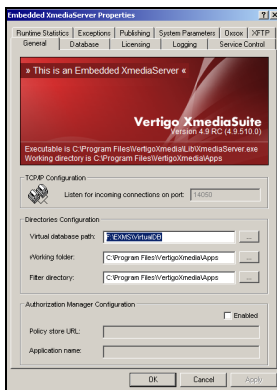 Embedded XmediaServer Properties
Runtime Statistics Exceptions Publishing System Parameters Oxsox XFTP
General Database Licensing Logging Service Control
» This is an Embedded XmediaServer «
Vertigo XmediaSuite
Version 4.9 RC (4.9.510.0)
Executable is C:\Program Files\VertigoXmedia\Lib\XmediaServer.exe
Working directory is C:\Program Files\VertigoXmedia\Apps
TCP/IP Configuration
Listen for incoming connections on port: 14050
Directories Configuration
Virtual database path: F:\EXMS\VirtualDB ...
Working folder: C:\Program Files\VertigoXmedia\Apps ...
Filter directory: C:\Program Files\VertigoXmedia\Apps ...
Authorization Manager Configuration
Enabled
Policy store URL:
Application name:
OK Cancel Apply